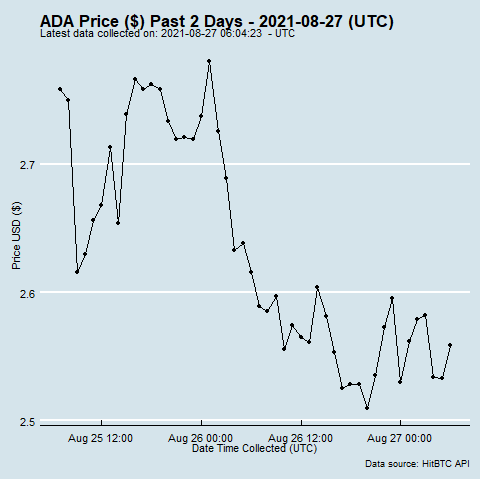 ADA Price ($) Past 2 Days - 2021-08-27 (UTC)
Latest data collected on: 2021-08-27 06:04:23 - UTC
Price USD ($)
2.7
2.6
2.5
Aug 25 12:00 Aug 26 00:00 Aug 26 12:00 Aug 27 00:00
Date Time Collected (UTC)
Data source: HitBTC API